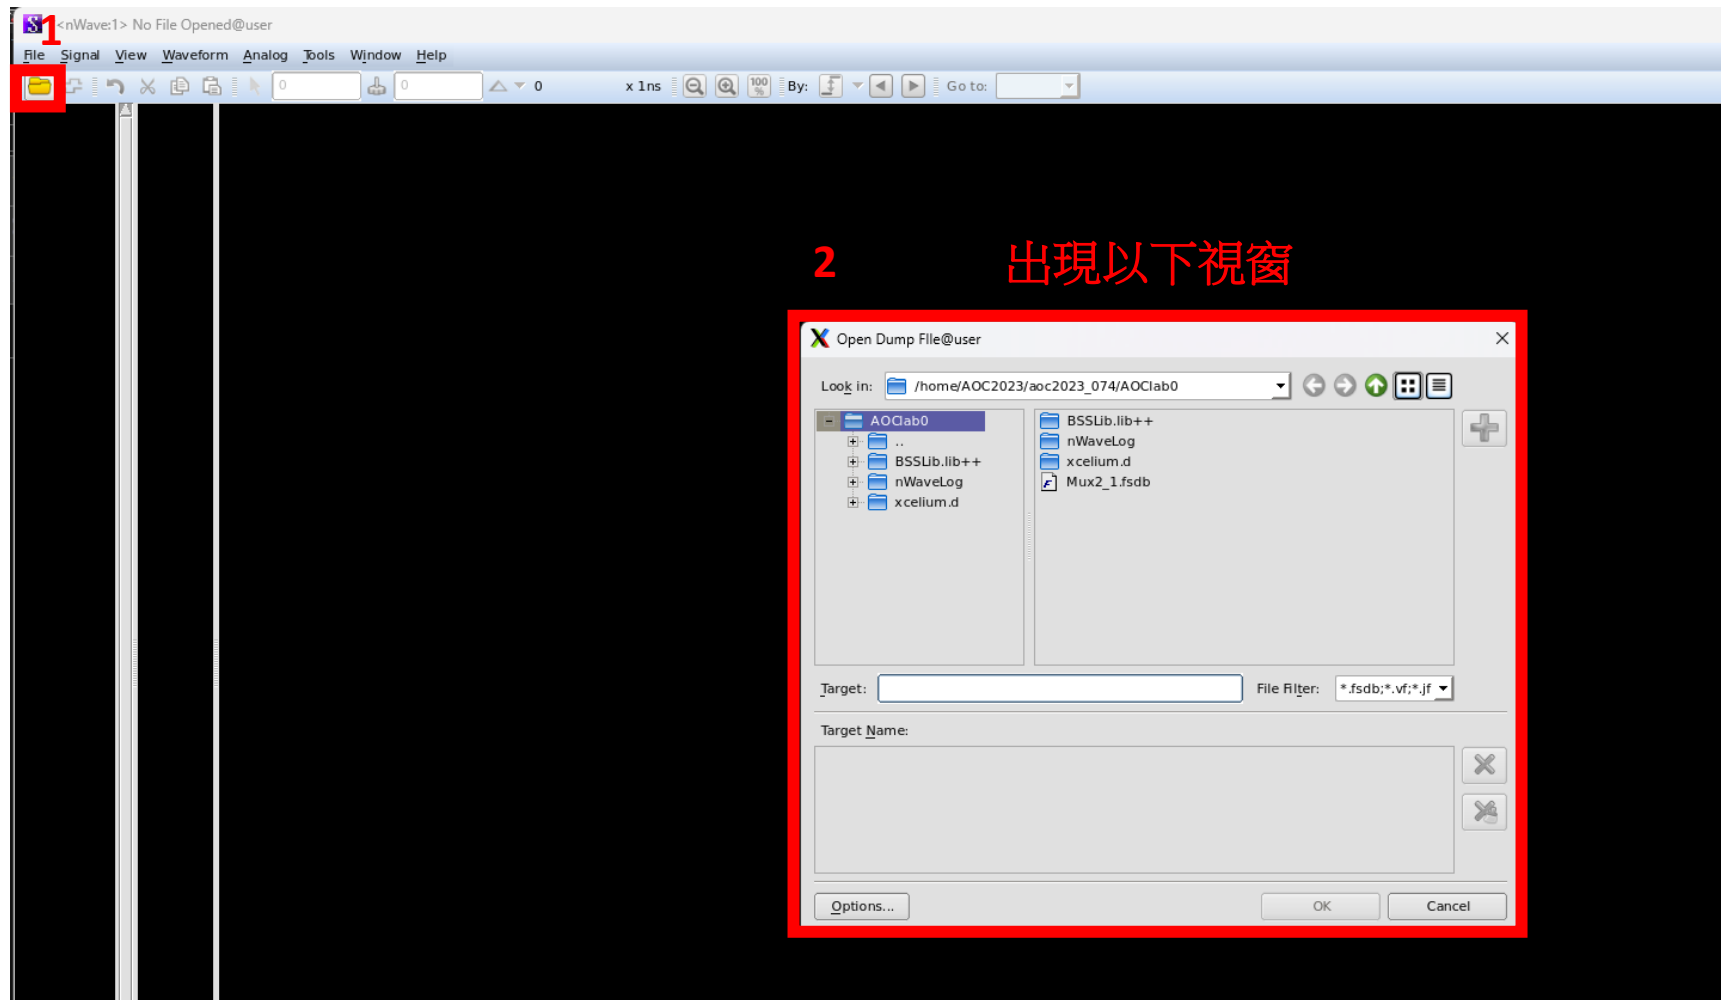 1
<nWave:1> No File Opened@user
File Signal View Waveform Analog Tools Window Help
0 0 0 x 1ns 100 % By: Go to:
2 出現以下視窗
Open Dump FIle@user
Look in: /home/AOC2023/aoc2023_074/AOClab0
AOClab0
..
BSSLib.lib++
nWaveLog
xcelium.d
BSSLib.lib++
nWaveLog
xcelium.d
Mux2_1.fsdb
Target: File Filter: *.fsdb;*.vf;*.jf
Target Name:
Options... OK Cancel